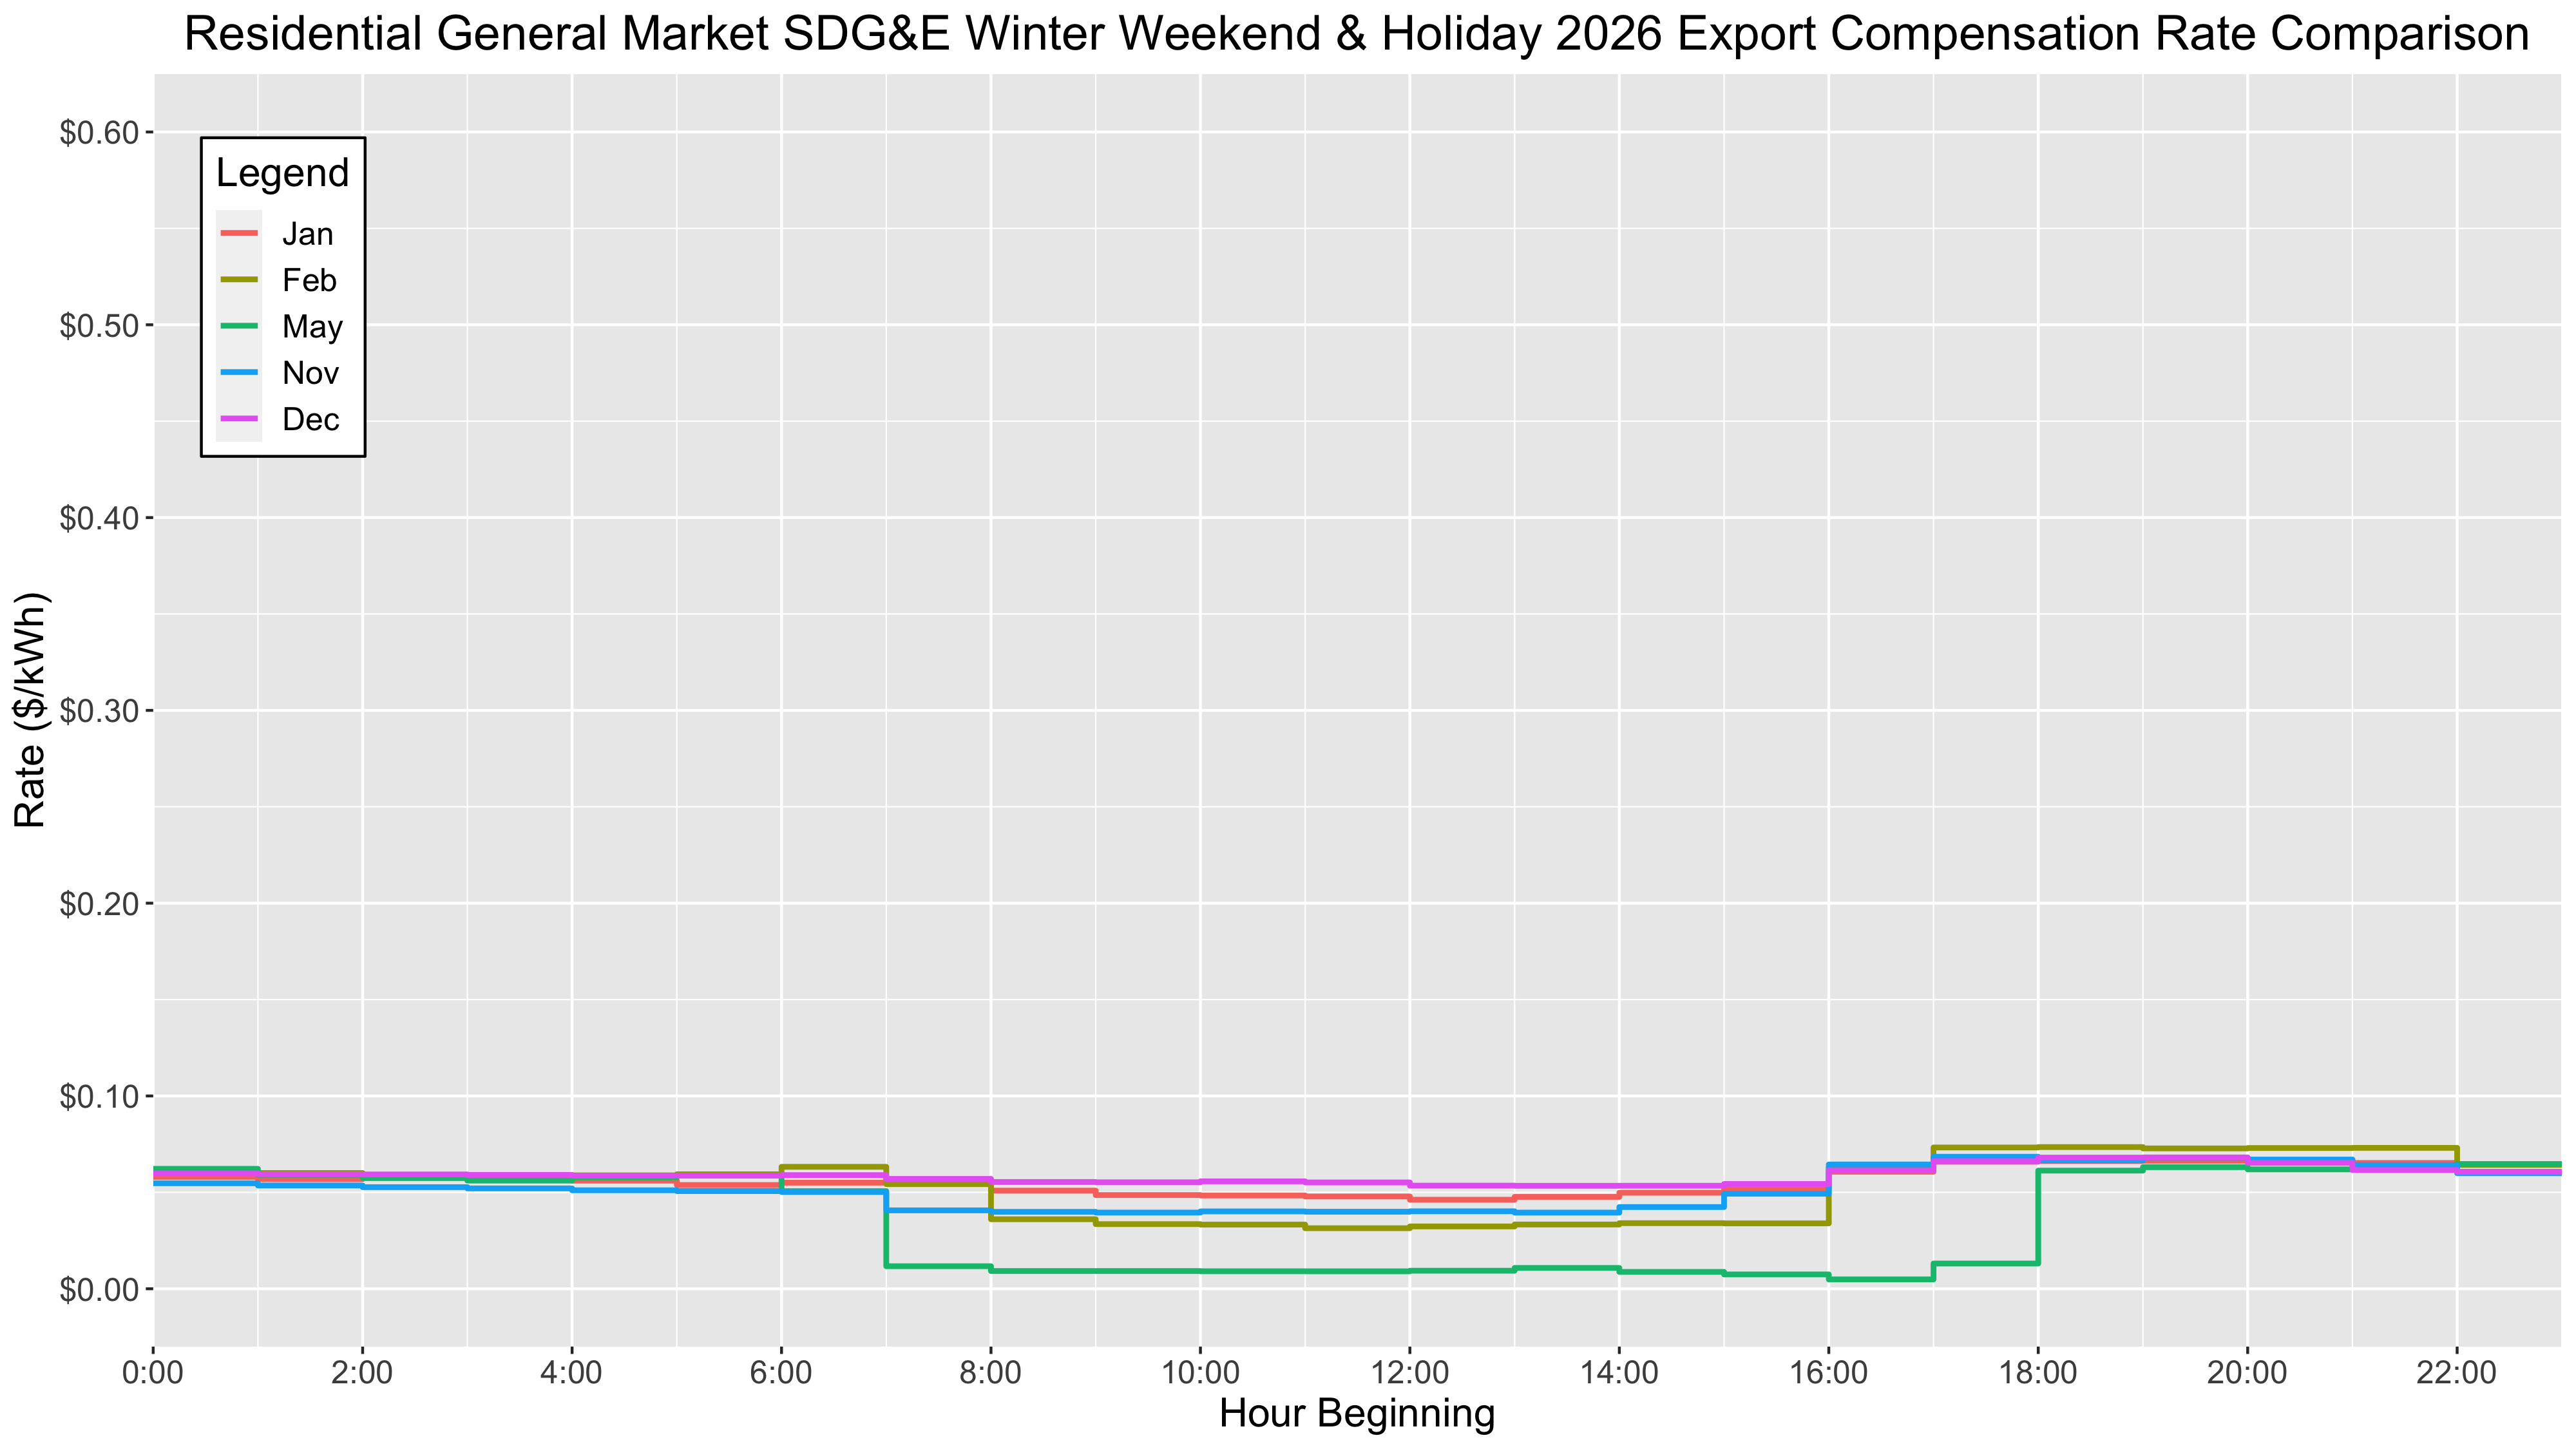 Residential General Market SDG&E Winter Weekend & Holiday 2026 Export Compensation Rate Comparison
$0.60
$0.50
$0.40
$0.30
$0.20
$0.10
$0.00
Rate ($/kWh)
Legend
Jan
Feb
May
Nov
Dec
0:00 2:00 4:00 6:00 8:00 10:00 12:00 14:00 16:00 18:00 20:00 22:00
Hour Beginning